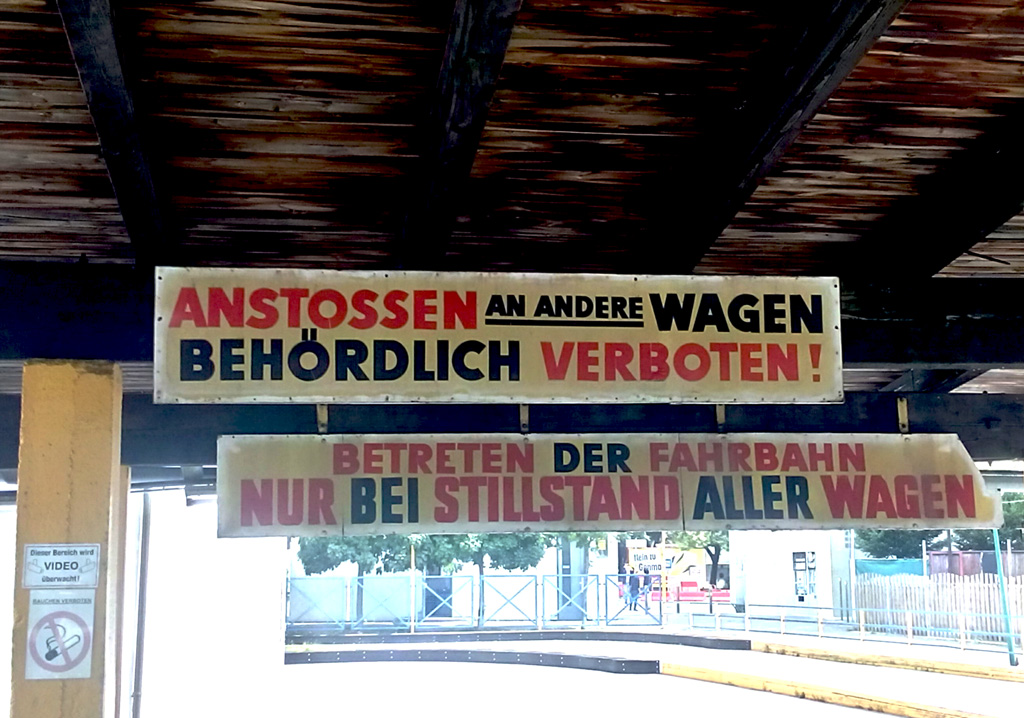 ANSTOSSEN AN ANDERE WAGEN
BEHÖRDLICH VERBOTEN!
BETRETEN DER FAHRBAHN
NUR BEI STILLSTAND ALLER WAGEN
Dieser Bereich wird
VIDEO
überwacht!
RAUCHEN VERBOTEN